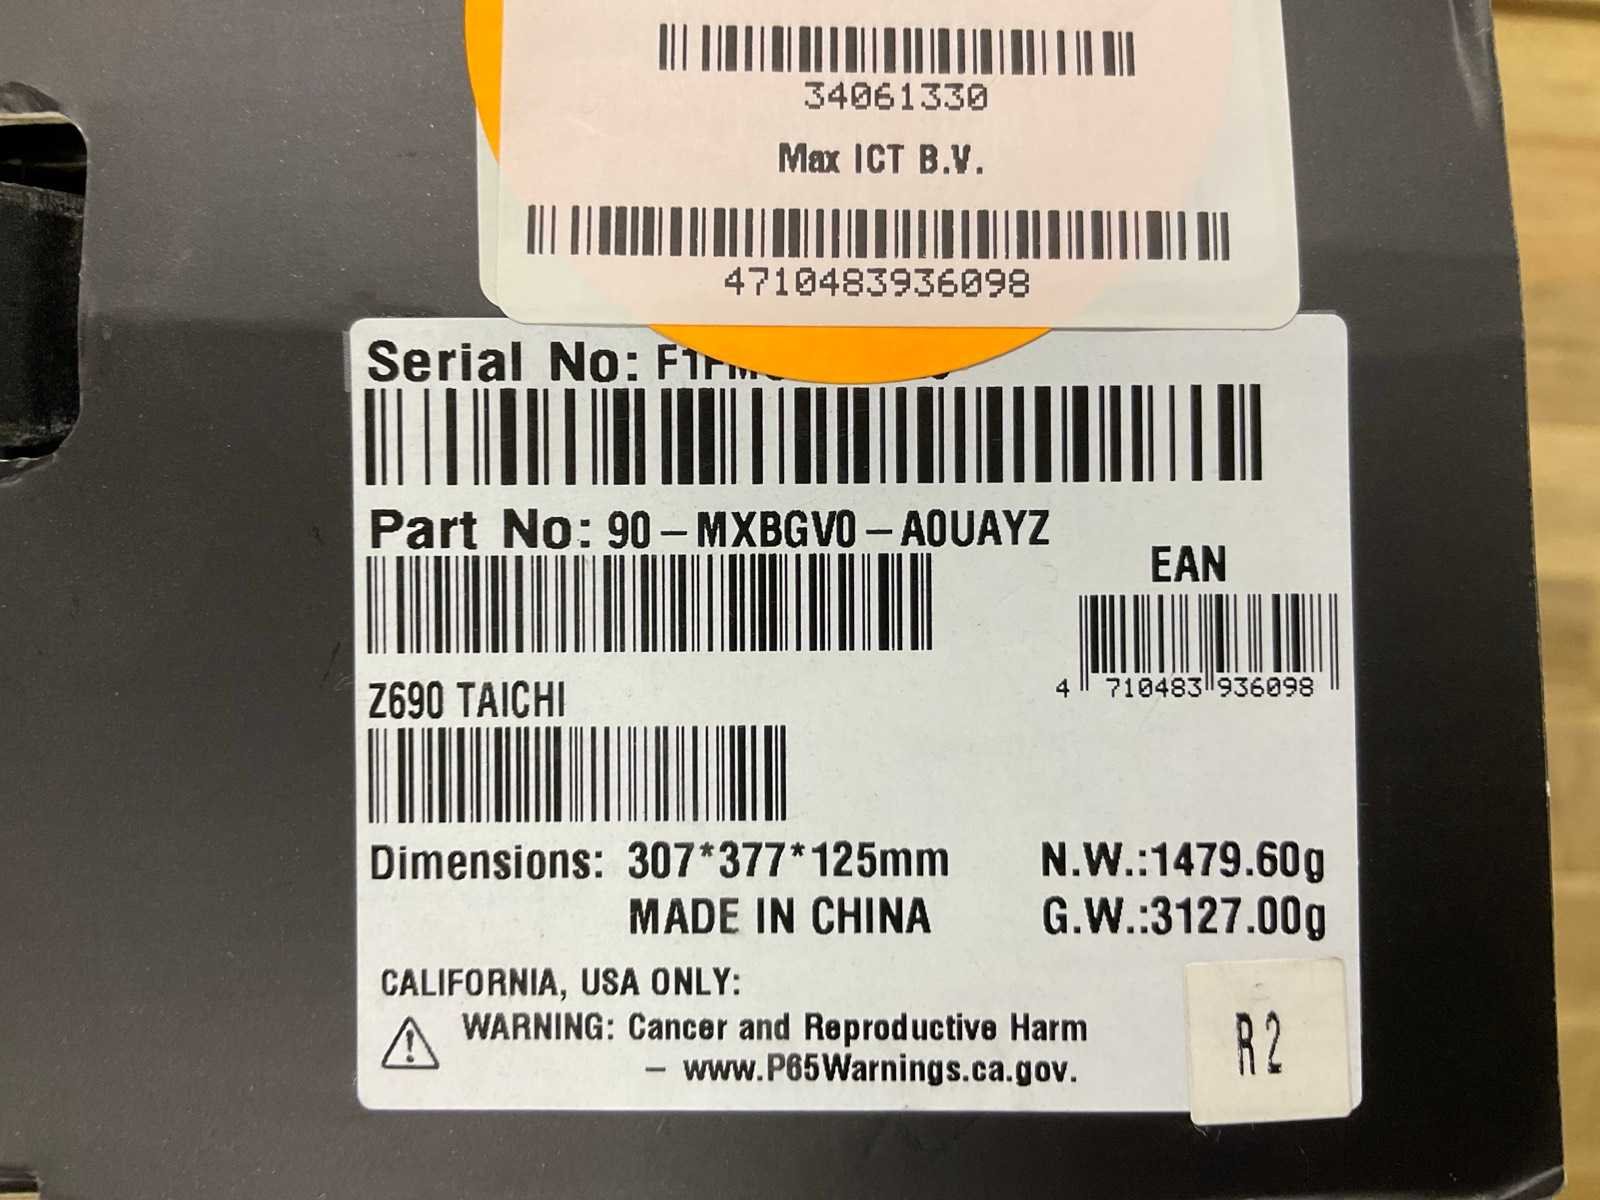 34061330
Max ICT B.V.
4710483936098
Serial No:
Part No: 90-MXBGV0-A0UAYZ
EAN
4 710483 936098
Z690 TAICHI
Dimensions: 307*377*125mm
N.W.:1479.60g
MADE IN CHINA
G.W.:3127.00g
CALIFORNIA, USA ONLY:
WARNING: Cancer and Reproductive Harm
- www.P65Warnings.ca.gov.
R2